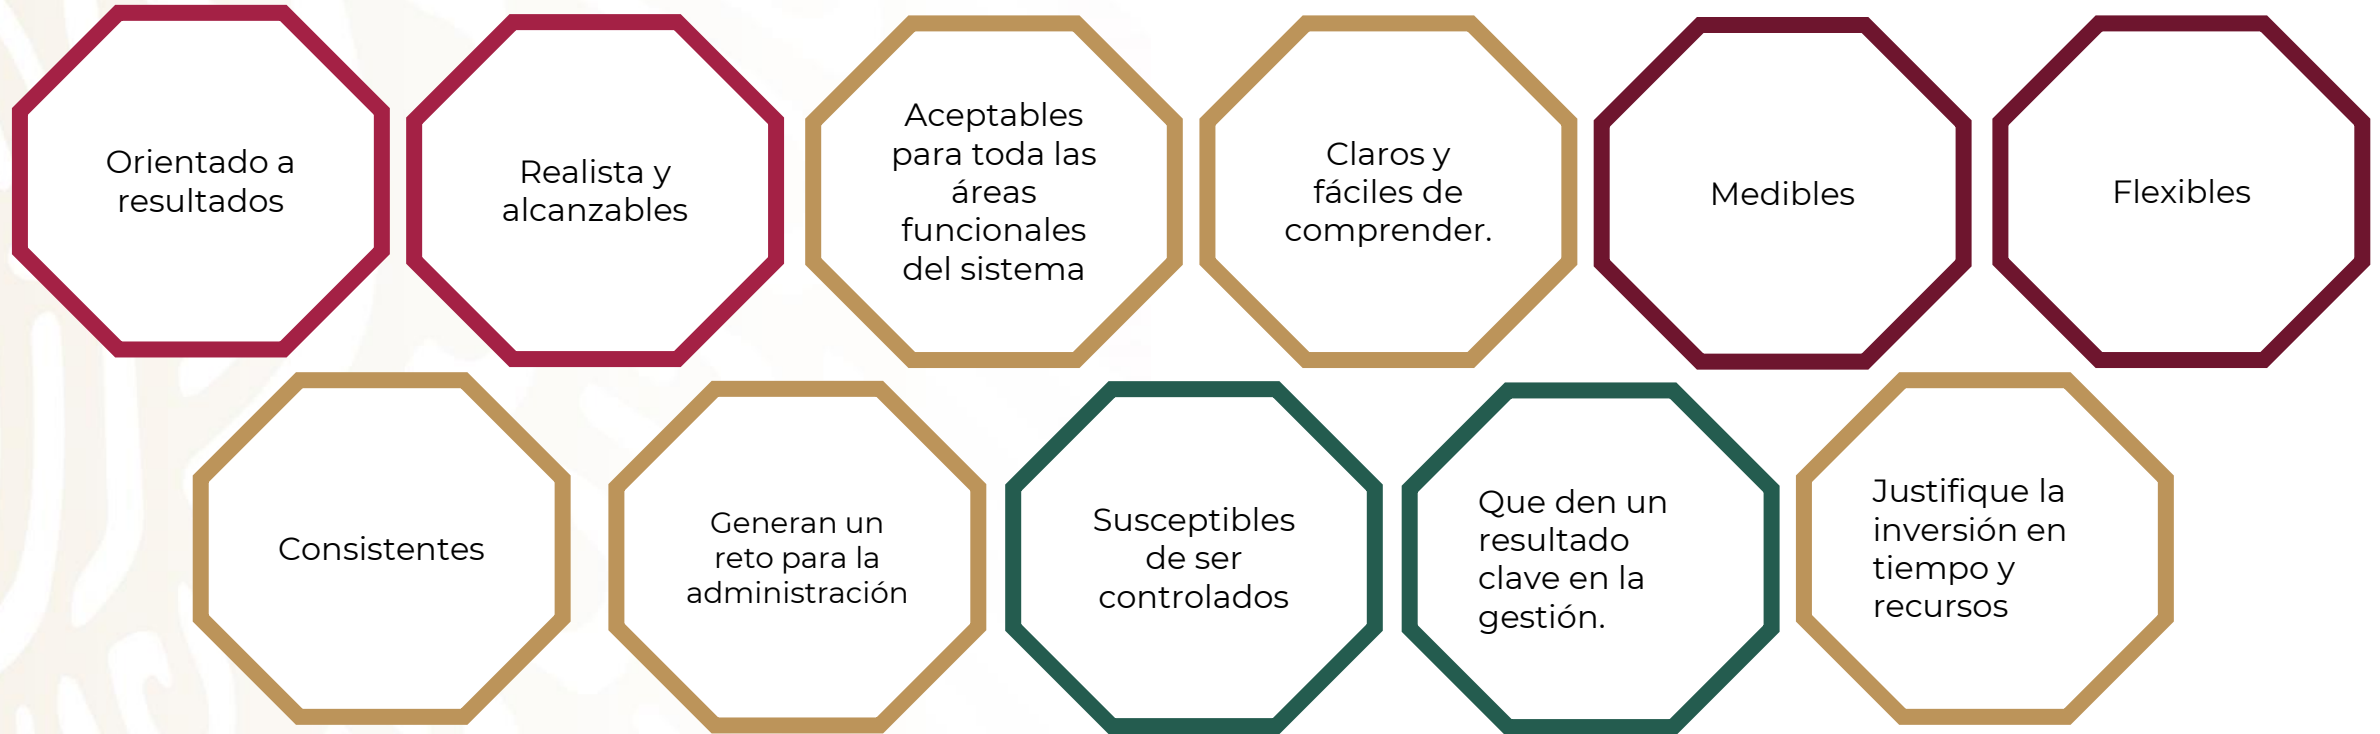 Orientado a
resultados
Realista y
alcanzables
Aceptables
para toda las
áreas
funcionales
del sistema
Claros y
fáciles de
comprender.
Medibles
Flexibles
Consistentes
Generan un
reto para la
administración
Susceptibles
de ser
controlados
Que den un
resultado
clave en la
gestión.
Justifique la
inversión en
tiempo y
recursos